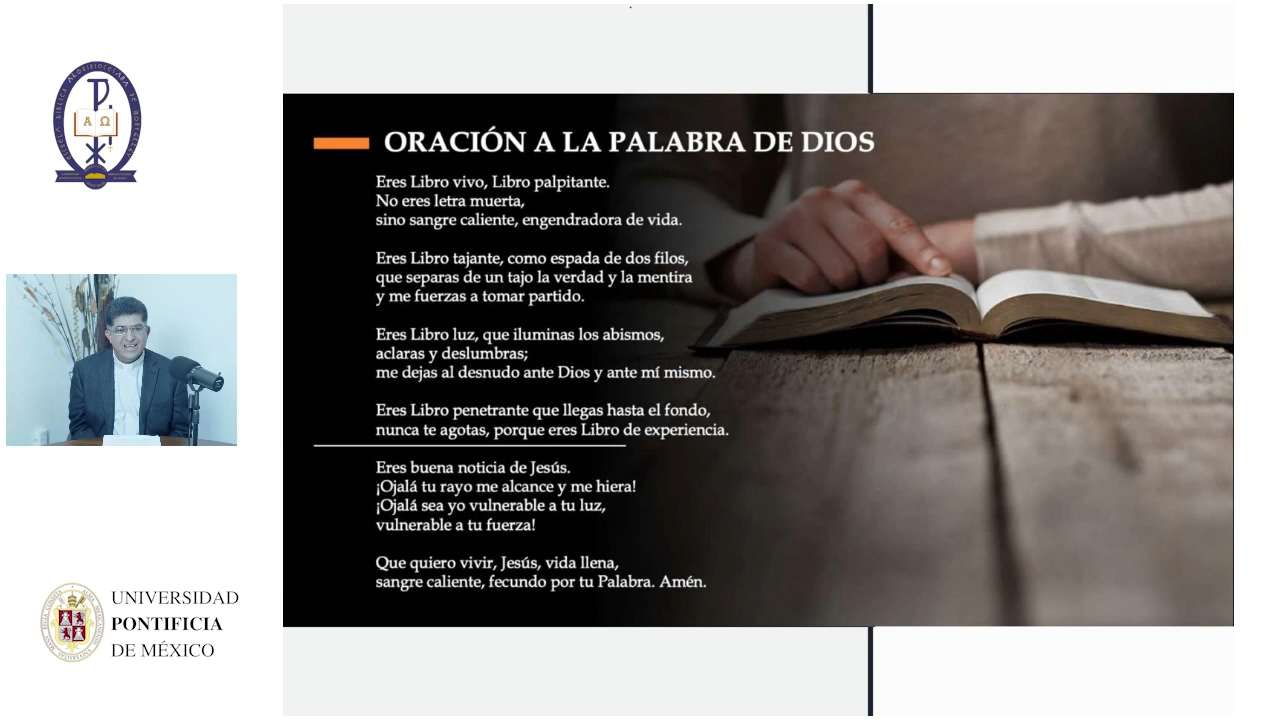 ESCUELA BÍBLICA ARQUIDIOCESANA DE MONTERREY
Α Ω
UNIVERSIDAD
PONTIFICIA
DE MÉXICO
ORACIÓN A LA PALABRA DE DIOS
Eres Libro vivo, Libro palpitante.
No eres letra muerta,
sino sangre caliente, engendradora de vida.
Eres Libro tajante, como espada de dos filos,
que separas de un tajo la verdad y la mentira
y me fuerzas a tomar partido.
Eres Libro luz, que iluminas los abismos,
aclaras y deslumbras;
me dejas al desnudo ante Dios y ante mí mismo.
Eres Libro penetrante que llegas hasta el fondo,
nunca te agotas, porque eres Libro de experiencia.
Eres buena noticia de Jesús.
¡Ojalá tu rayo me alcance y me hiera!
¡Ojalá sea yo vulnerable a tu luz,
vulnerable a tu fuerza!
Que quiero vivir, Jesús, vida llena,
sangre caliente, fecundo por tu Palabra. Amén.